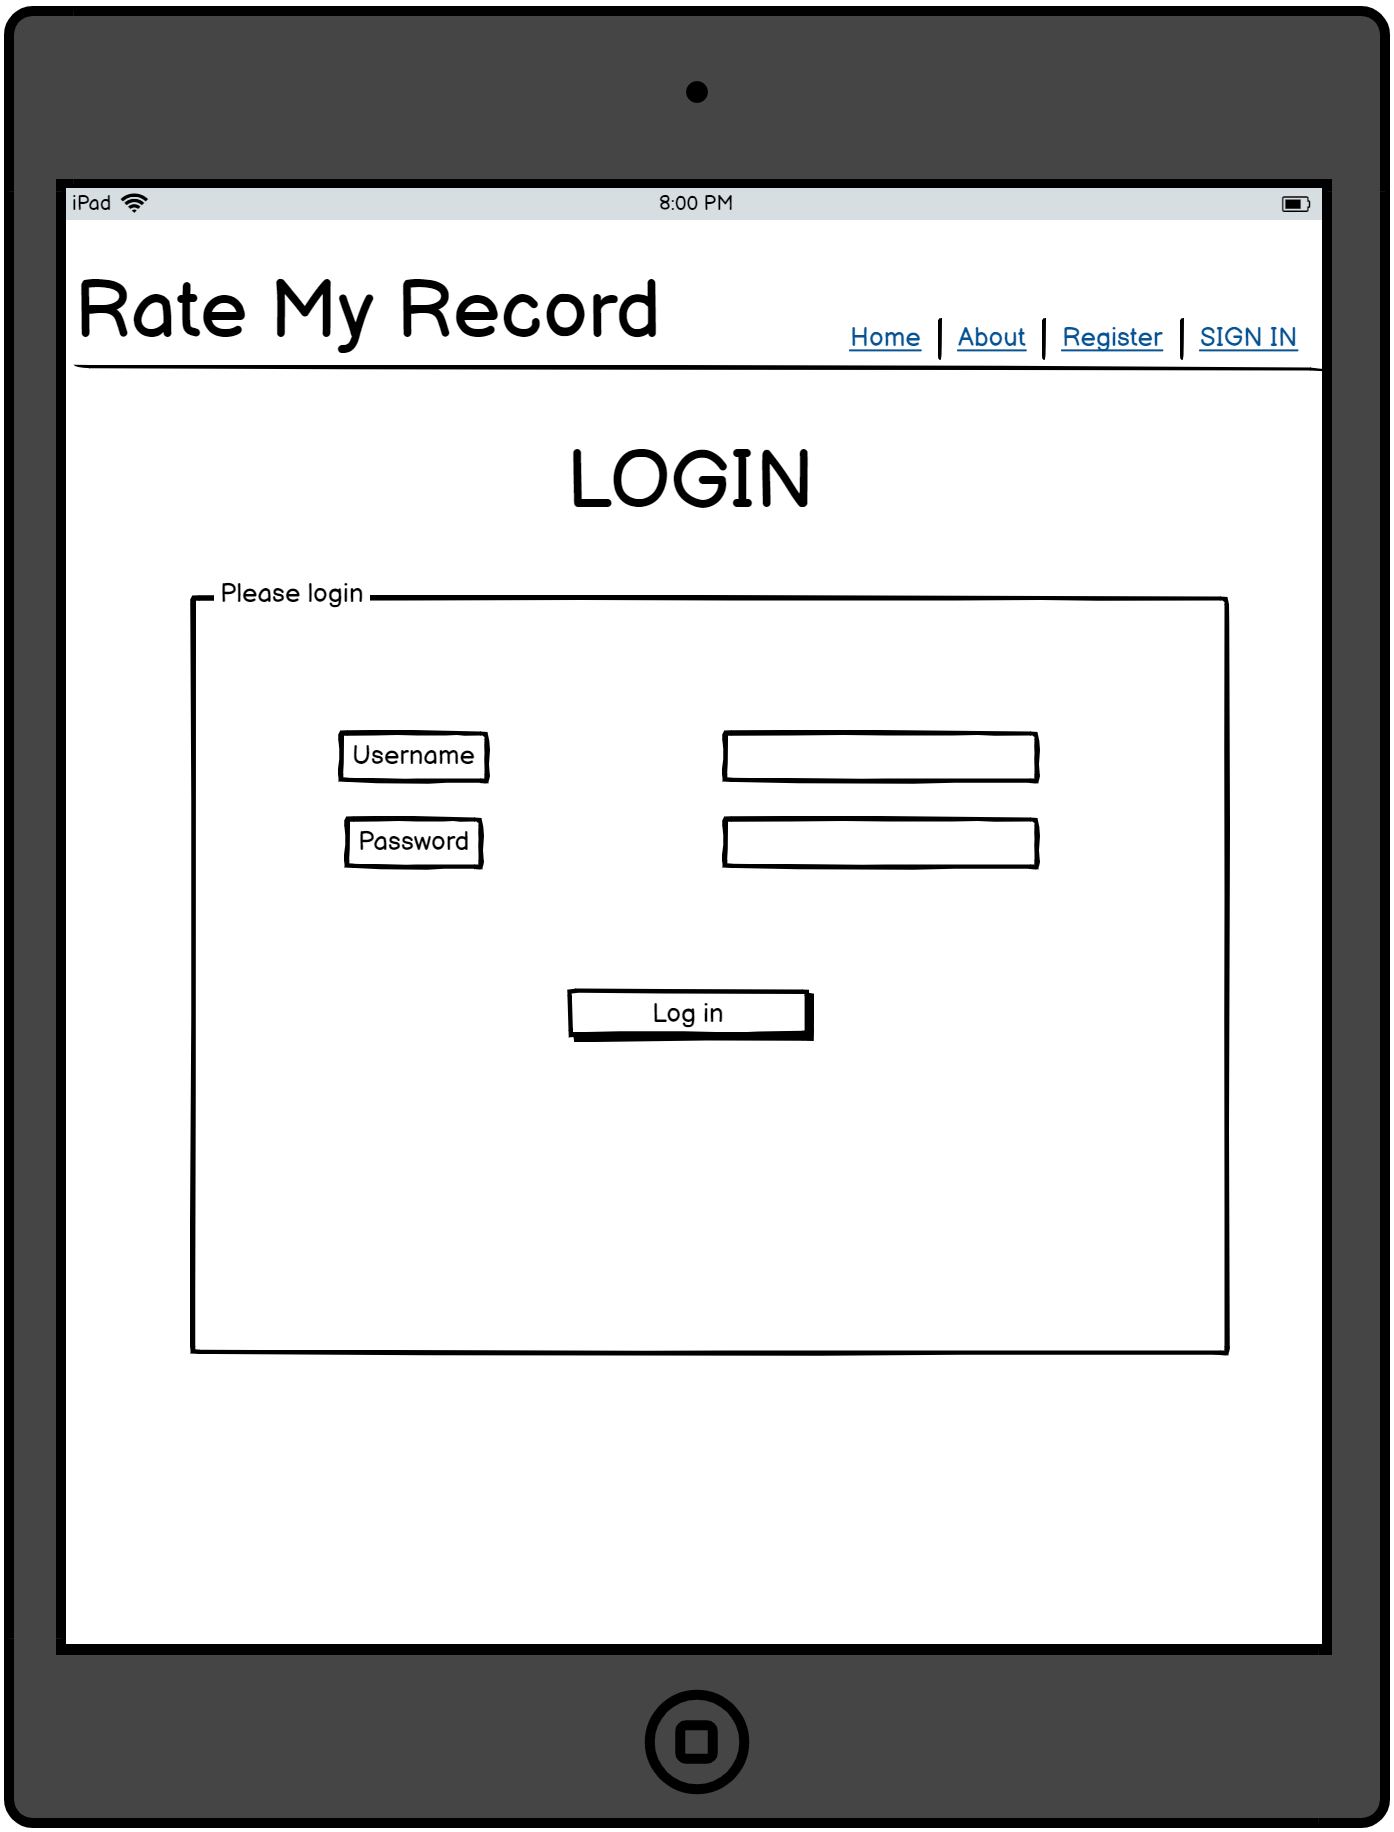 iPad 8:00 PM
Rate My Record
Home About Register SIGN IN
LOGIN
Please login
Username
Password
Log in